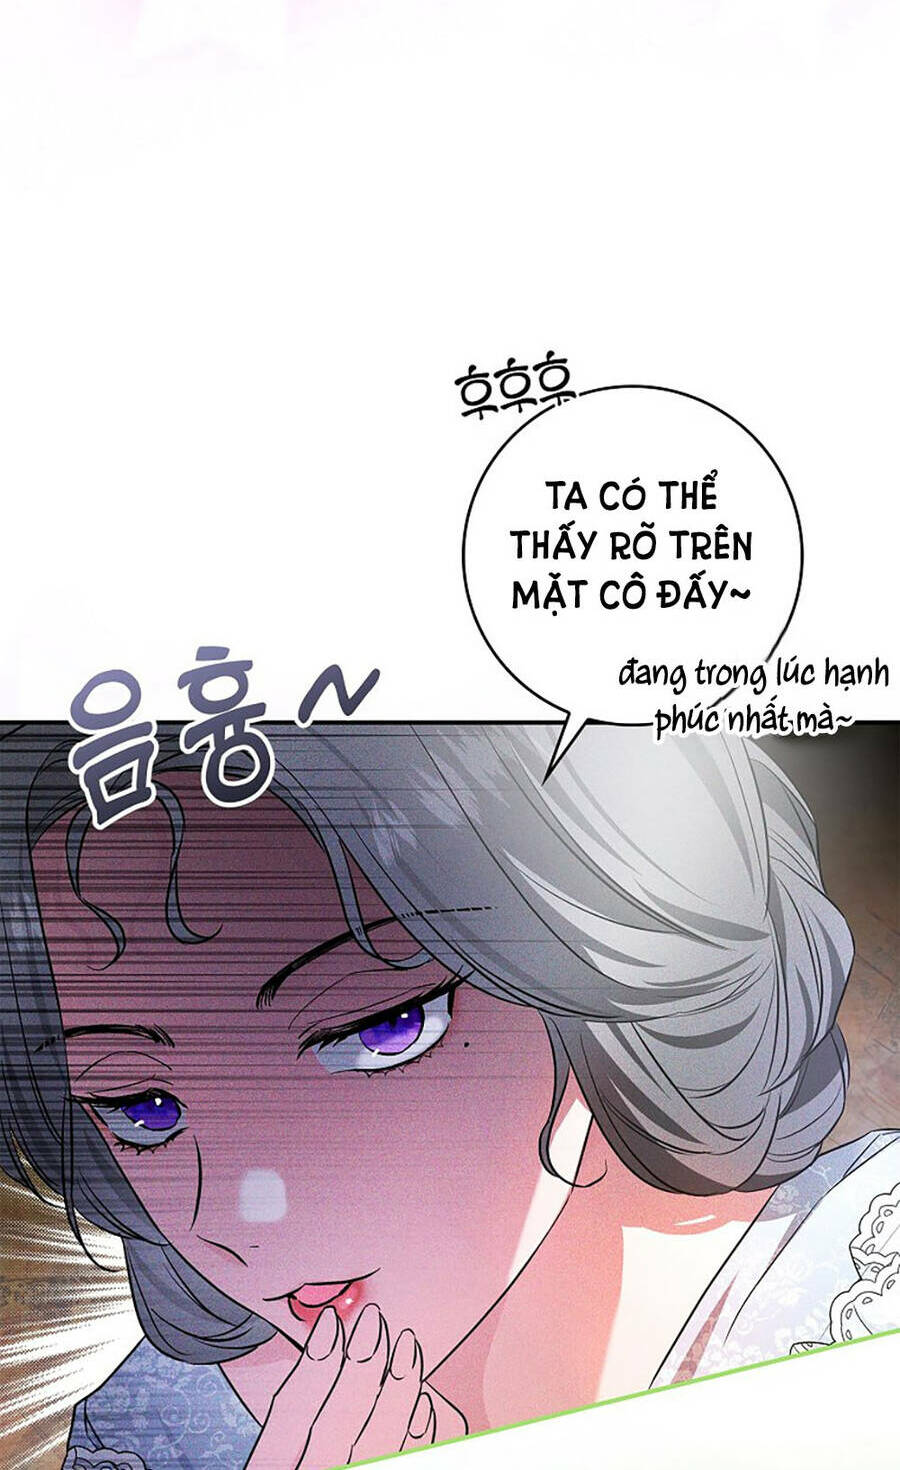 후후후
TA CÓ THỂ
THẤY RÕ TRÊN
MẶT CÔ ĐẤY~
đang trong lúc hạnh
phúc nhất mà~
음흉~